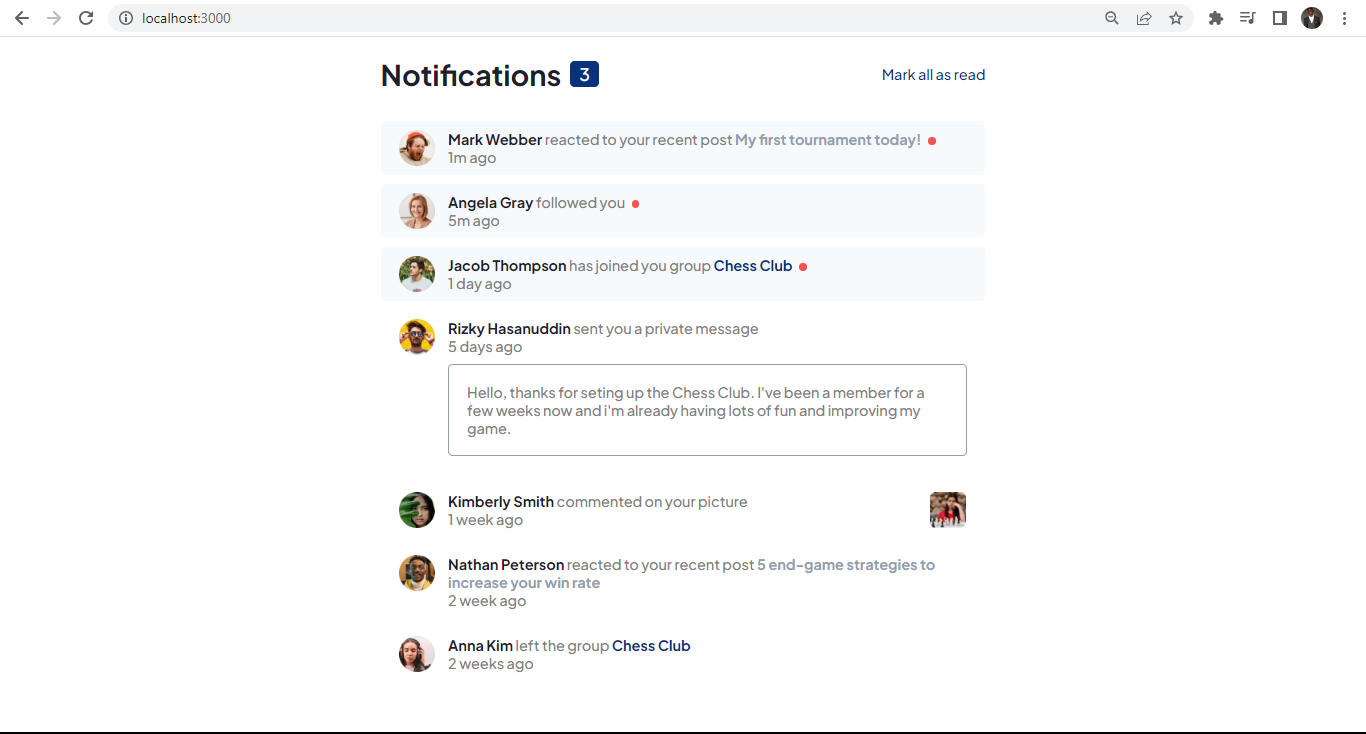 localhost:3000
Notifications 3
Mark all as read
Mark Webber reacted to your recent post My first tournament today!
1m ago
Angela Gray followed you
5m ago
Jacob Thompson has joined you group Chess Club
1 day ago
Rizky Hasanuddin sent you a private message
5 days ago
Hello, thanks for seting up the Chess Club. I've been a member for a
few weeks now and i'm already having lots of fun and improving my
game.
Kimberly Smith commented on your picture
1 week ago
Nathan Peterson reacted to your recent post 5 end-game strategies to
increase your win rate
2 week ago
Anna Kim left the group Chess Club
2 weeks ago